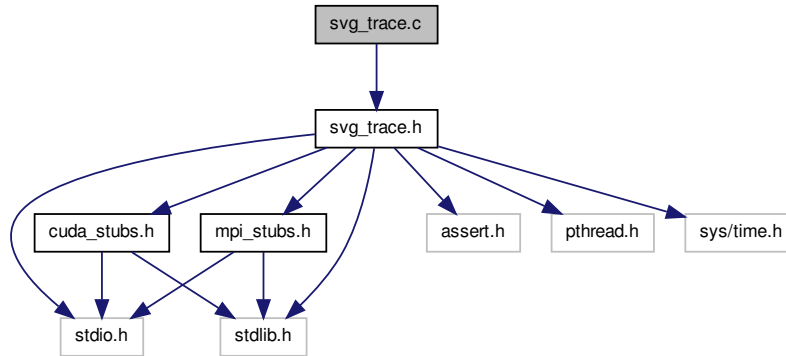 svg_trace.c
svg_trace.h
cuda_stubs.h
mpi_stubs.h
assert.h
pthread.h
sys/time.h
stdio.h
stdlib.h